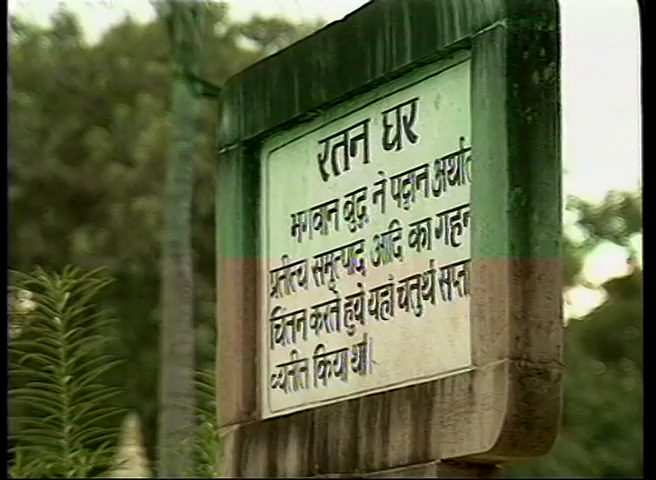 रतन घर
भगवान बुद्ध ने पट्ठान अर्थात
प्रतीत्य समुत्पाद आदि का गहन
चिंतन करते हुये यहां चतुर्थ सप्ता
व्यतीत किया था।